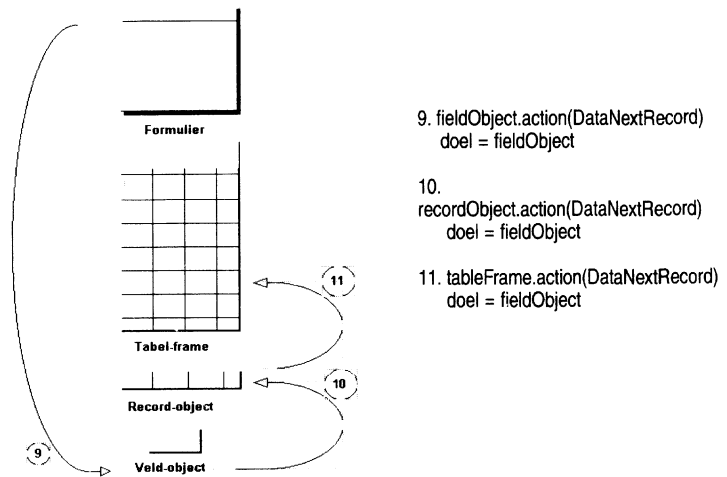 Formulier
Tabel-frame
11
Record-object
10
Veld-object
9
9. fieldObject.action(DataNextRecord)
doel = fieldObject
10.
recordObject.action(DataNextRecord)
doel = fieldObject
11. tableFrame.action(DataNextRecord)
doel = fieldObject